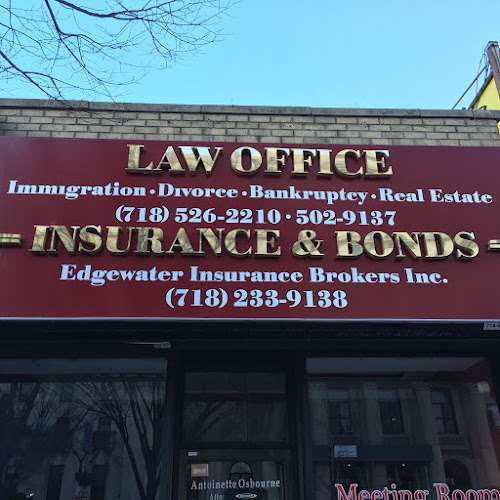 LAW OFFICE
Immigration • Divorce • Bankruptcy • Real Estate
(718) 526-2210 • 502-9137
INSURANCE & BONDS
Edgewater Insurance Brokers Inc.
(718) 233-9138
Antoinette Osbourne
Meeting Room